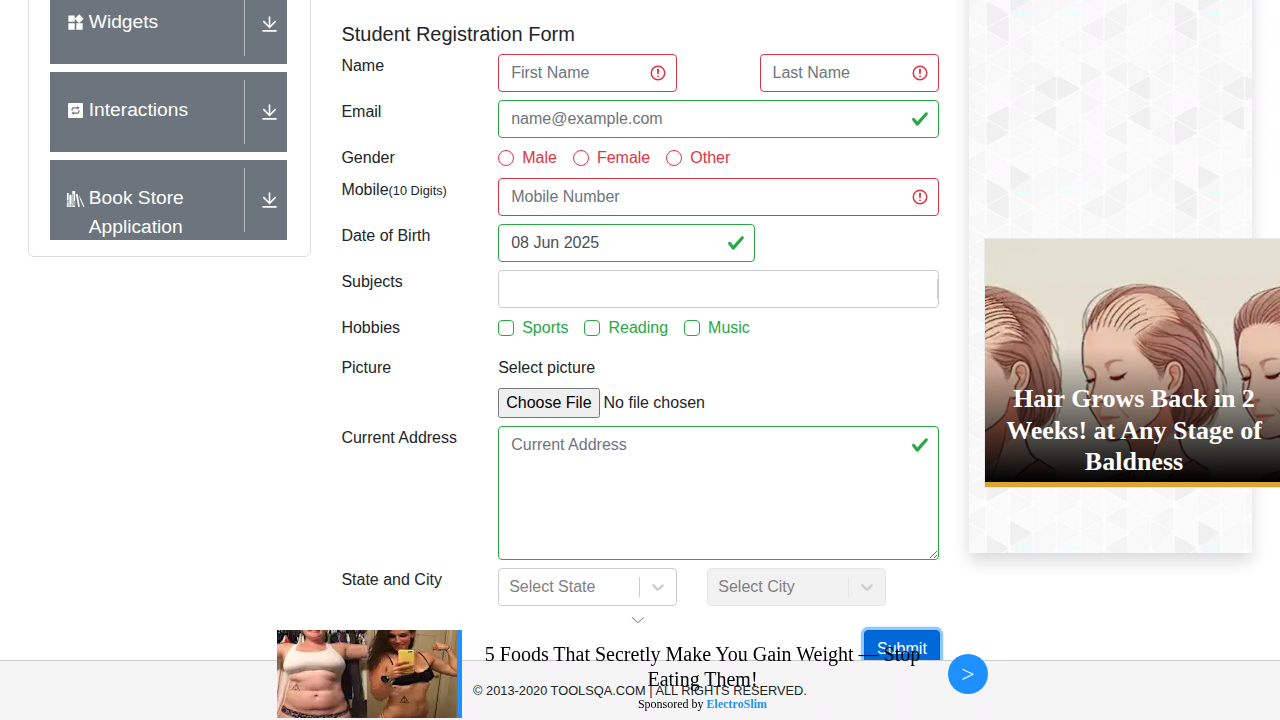 Widgets
Interactions
Book Store
Application
Student Registration Form
Name
First Name
Last Name
Email
name@example.com
Gender
Male
Female
Other
Mobile(10 Digits)
Mobile Number
Date of Birth
08 Jun 2025
Subjects
Hobbies
Sports
Reading
Music
Picture
Select picture
Choose File No file chosen
Current Address
Current Address
State and City
Select State
Select City
Submit
Hair Grows Back in 2
Weeks! at Any Stage of
Baldness
5 Foods That Secretly Make You Gain Weight — Stop
Eating Them!
© 2013-2020 TOOLSQA.COM | ALL RIGHTS RESERVED.
Sponsored by ElectroSlim
>